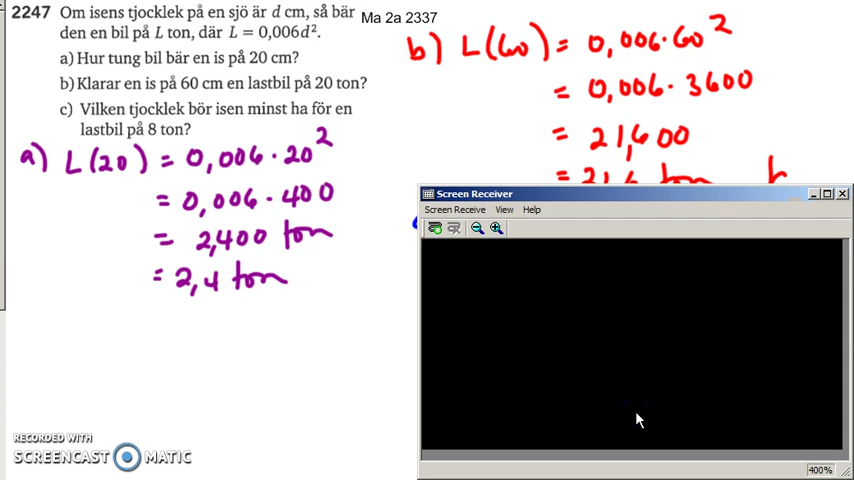 2247 Om isens tjocklek på en sjö är d cm, så bär
den en bil på L ton, där L = 0,006d².
a) Hur tung bil bär en is på 20 cm?
b) Klarar en is på 60 cm en lastbil på 20 ton?
c) Vilken tjocklek bör isen minst ha för en
lastbil på 8 ton?
Ma 2a 2337
a) L(20) = 0,006 · 20²
= 0,006 · 400
= 2,400 ton
= 2,4 ton
b) L(60) = 0,006 · 60²
= 0,006 · 3600
= 21,600
= 21,6 ton
Screen Receiver
Screen Receive View Help
400%
RECORDED WITH
SCREENCAST MATIC